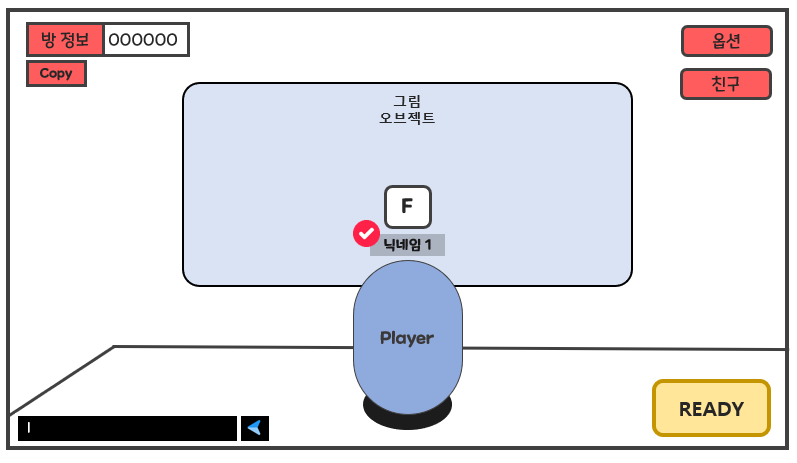 방 정보 000000
Copy
옵션
친구
그림
오브젝트
F
닉네임 1
Player
READY